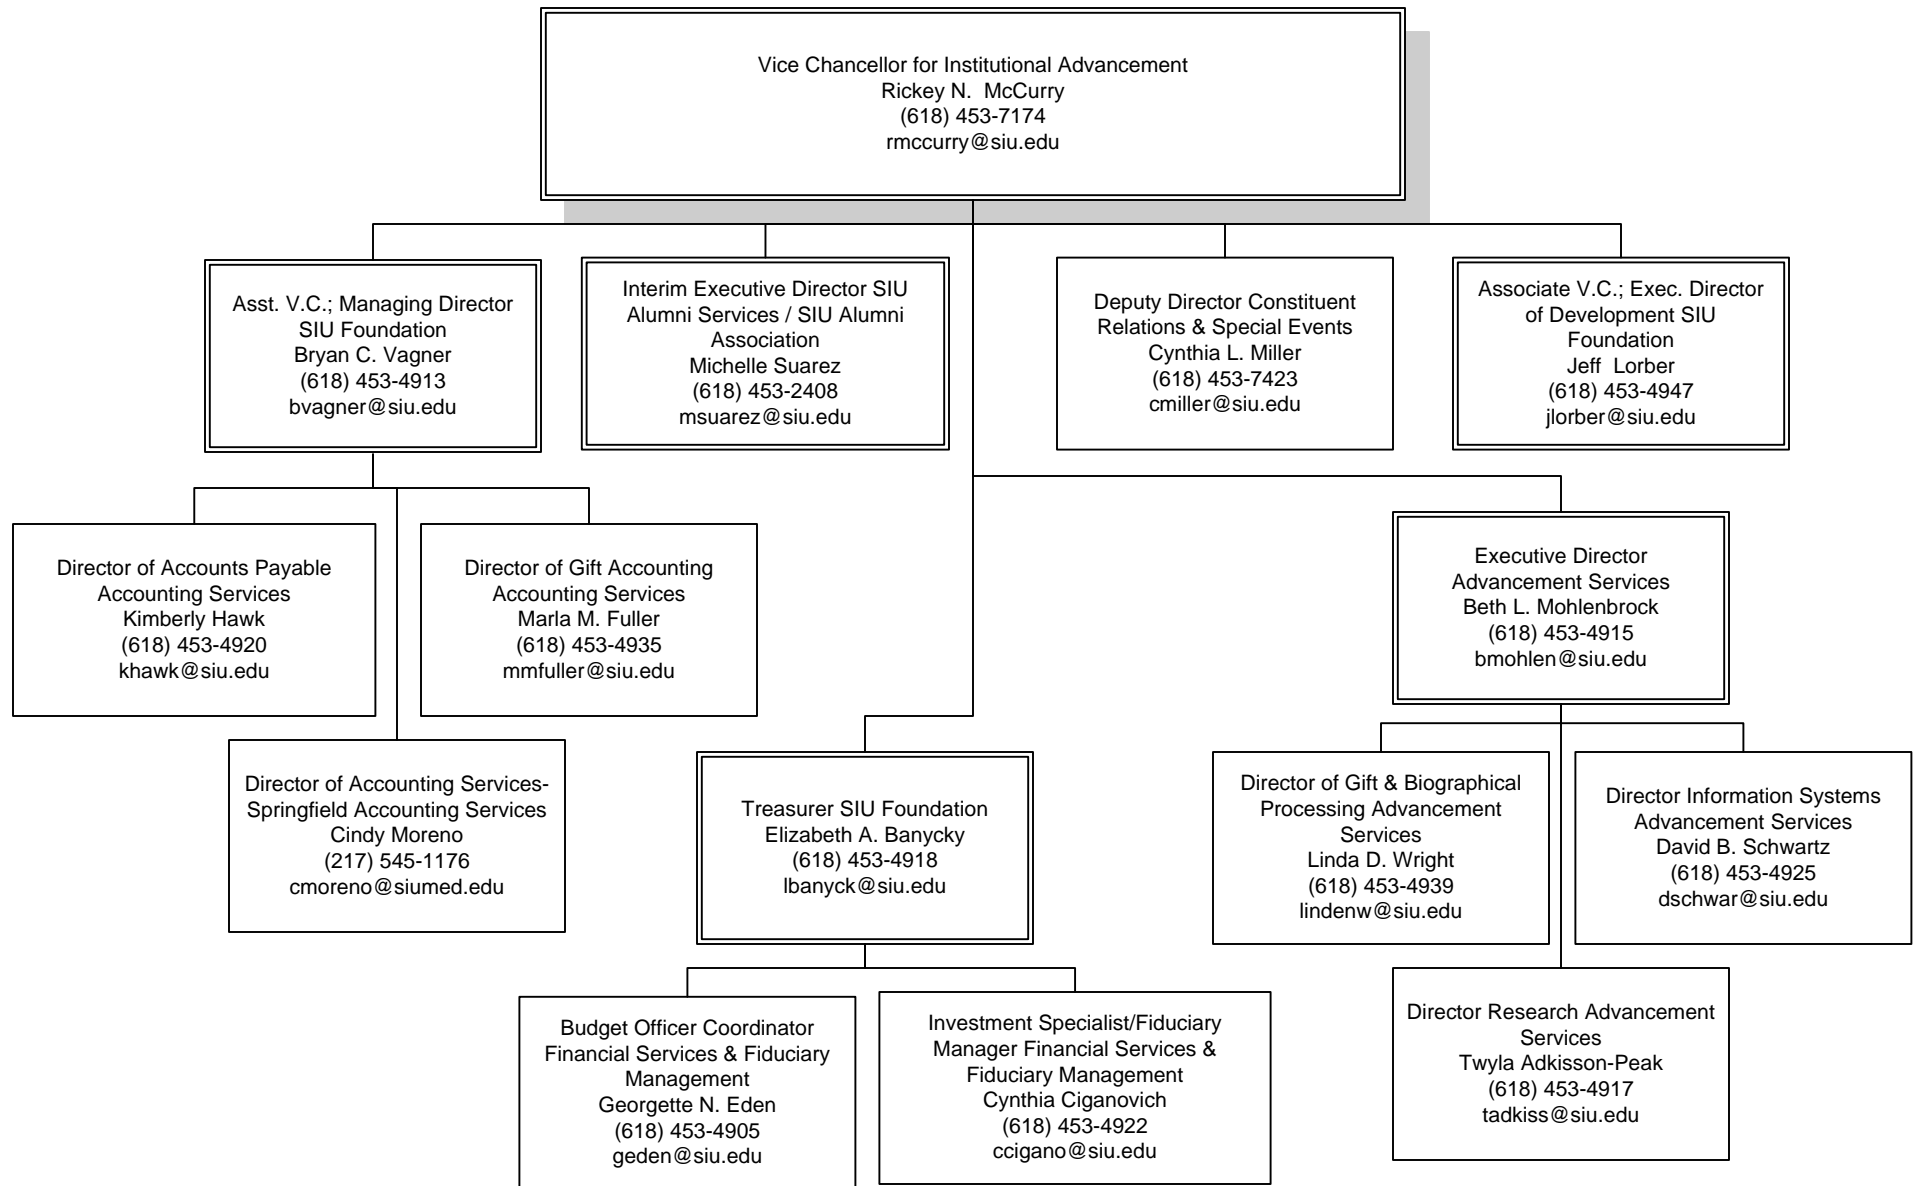 Vice Chancellor for Institutional Advancement
Rickey N. McCurry
(618) 453-7174
rmccurry@siu.edu
Asst. V.C.; Managing Director
SIU Foundation
Bryan C. Vagner
(618) 453-4913
bvagner@siu.edu
Interim Executive Director SIU
Alumni Services / SIU Alumni
Association
Michelle Suarez
(618) 453-2408
msuarez@siu.edu
Deputy Director Constituent
Relations & Special Events
Cynthia L. Miller
(618) 453-7423
cmiller@siu.edu
Associate V.C.; Exec. Director
of Development SIU
Foundation
Jeff Lorber
(618) 453-4947
jlorber@siu.edu
Director of Accounts Payable
Accounting Services
Kimberly Hawk
(618) 453-4920
khawk@siu.edu
Director of Gift Accounting
Accounting Services
Marla M. Fuller
(618) 453-4935
mmfuller@siu.edu
Executive Director
Advancement Services
Beth L. Mohlenbrock
(618) 453-4915
bmohlen@siu.edu
Director of Accounting Services-
Springfield Accounting Services
Cindy Moreno
(217) 545-1176
cmoreno@siumed.edu
Treasurer SIU Foundation
Elizabeth A. Banycky
(618) 453-4918
lbanyck@siu.edu
Director of Gift & Biographical
Processing Advancement
Services
Linda D. Wright
(618) 453-4939
lindenw@siu.edu
Director Information Systems
Advancement Services
David B. Schwartz
(618) 453-4925
dschwar@siu.edu
Budget Officer Coordinator
Financial Services & Fiduciary
Management
Georgette N. Eden
(618) 453-4905
geden@siu.edu
Investment Specialist/Fiduciary
Manager Financial Services &
Fiduciary Management
Cynthia Ciganovich
(618) 453-4922
ccigano@siu.edu
Director Research Advancement
Services
Twyla Adkisson-Peak
(618) 453-4917
tadkiss@siu.edu